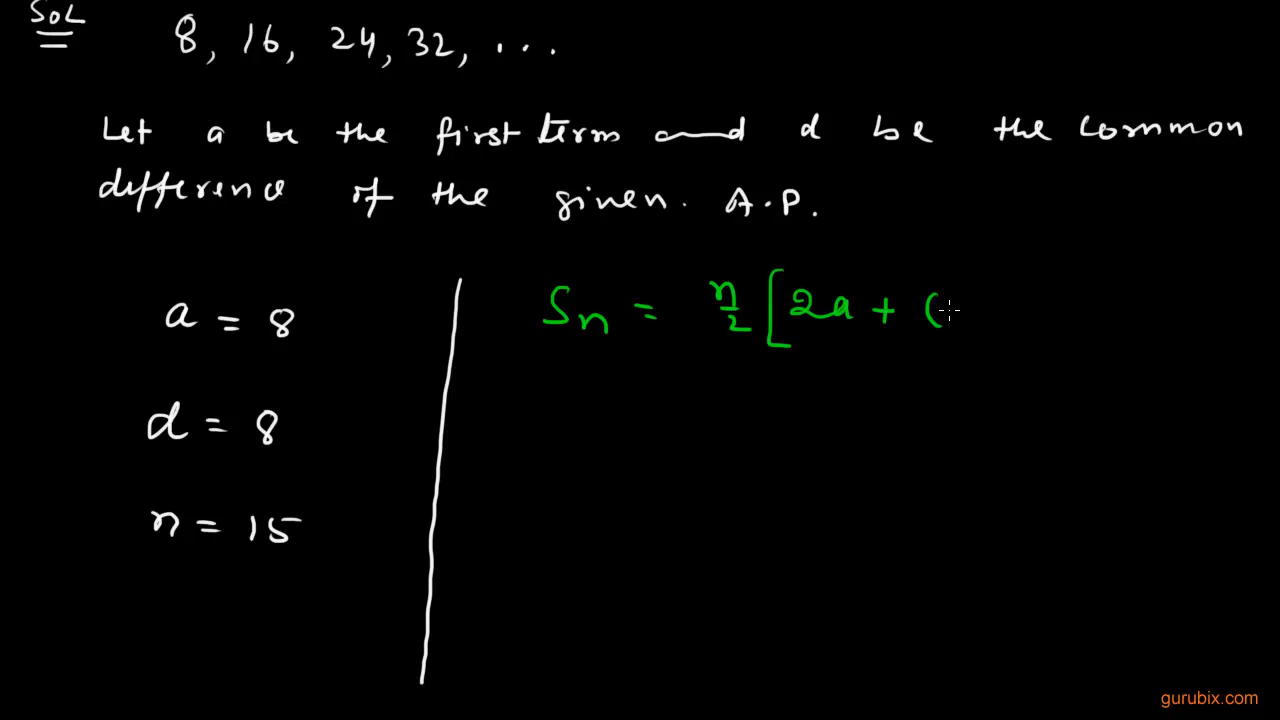 SOL
8, 16, 24, 32, ...
Let a be the first term and d be the common
difference of the given. A.P.
a = 8
d = 8
n = 15
Sn = n/2 [2a + (
gurubix.com